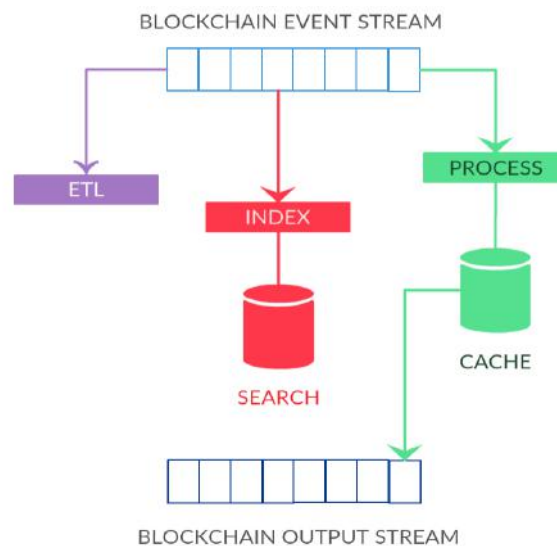 BLOCKCHAIN EVENT STREAM
ETL
PROCESS
INDEX
CACHE
SEARCH
BLOCKCHAIN OUTPUT STREAM